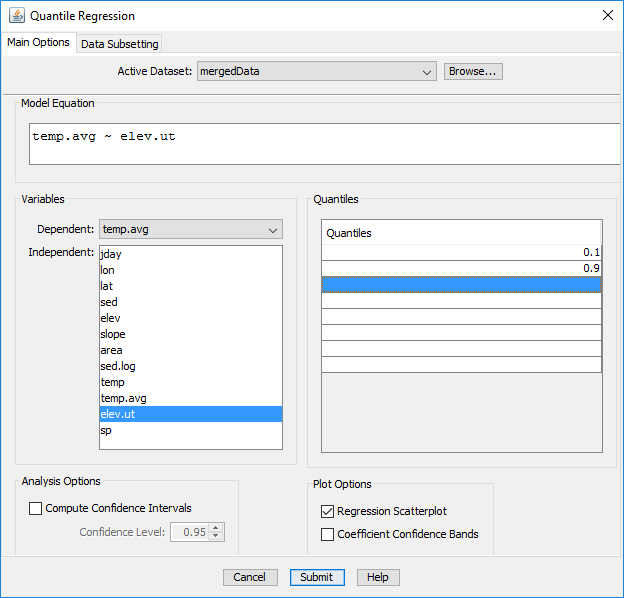 Quantile Regression
Main Options
Data Subsetting
Active Dataset:
mergedData
Browse...
Model Equation
temp.avg ~ elev.ut
Variables
Dependent:
temp.avg
Independent:
jday
lon
lat
sed
elev
slope
area
sed.log
temp
temp.avg
elev.ut
sp
Quantiles
Quantiles
0.1
0.9
Analysis Options
Compute Confidence Intervals
Confidence Level:
0.95
Plot Options
Regression Scatterplot
Coefficient Confidence Bands
Cancel
Submit
Help